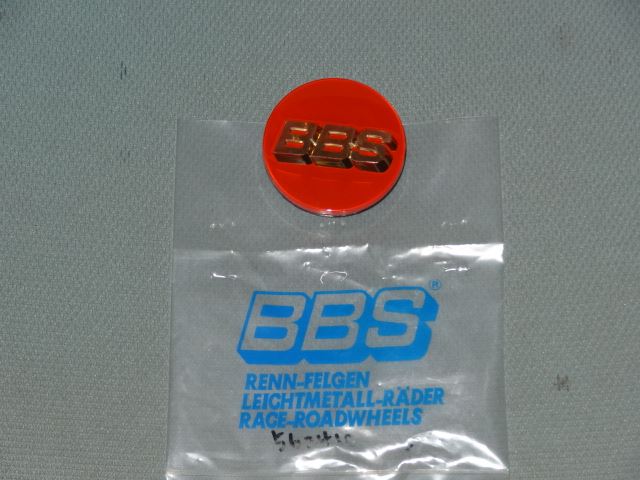 BBS
BBS®
RENN-FELGEN
LEICHTMETALL-RÄDER
RACE-ROADWHEELS